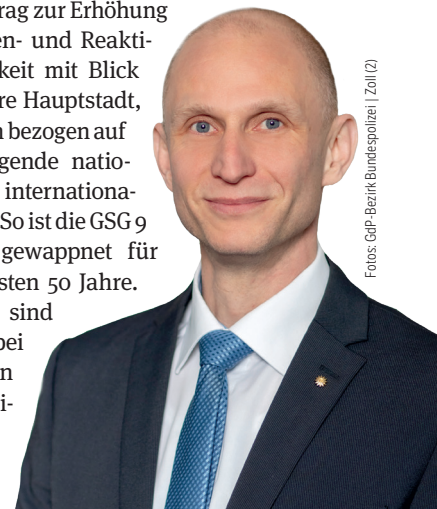 rag zur Erhöhung
en- und Reakti-
keit mit Blick
re Hauptstadt,
n bezogen auf
gende natio-
internationa-
So ist die GSG 9
gewappnet für
sten 50 Jahre.
sind
bei
n
i-
Fotos: GdP-Bezirk Bundespolizei | Zoll (2)